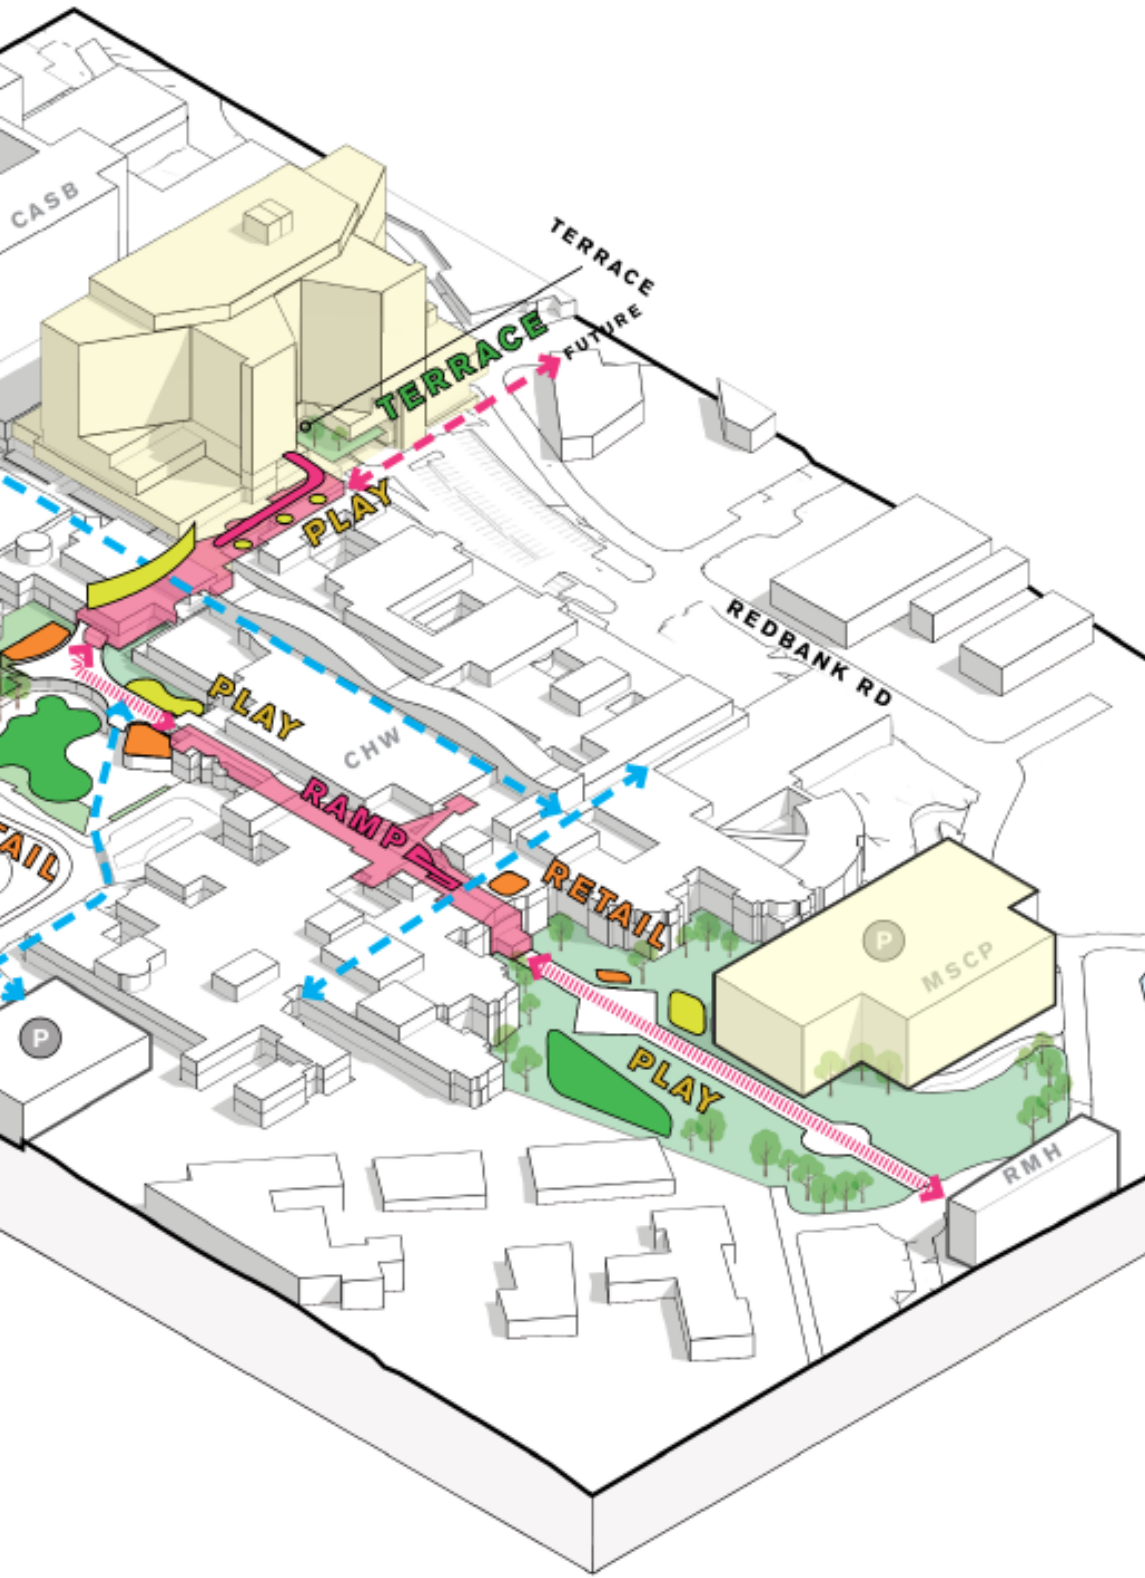 CASB
TERRACE
FUTURE
TERRACE
PLAY
REDBANK RD
PLAY
CHW
RAMP
AIL
RETAIL
P
MSCP
P
PLAY
RMH